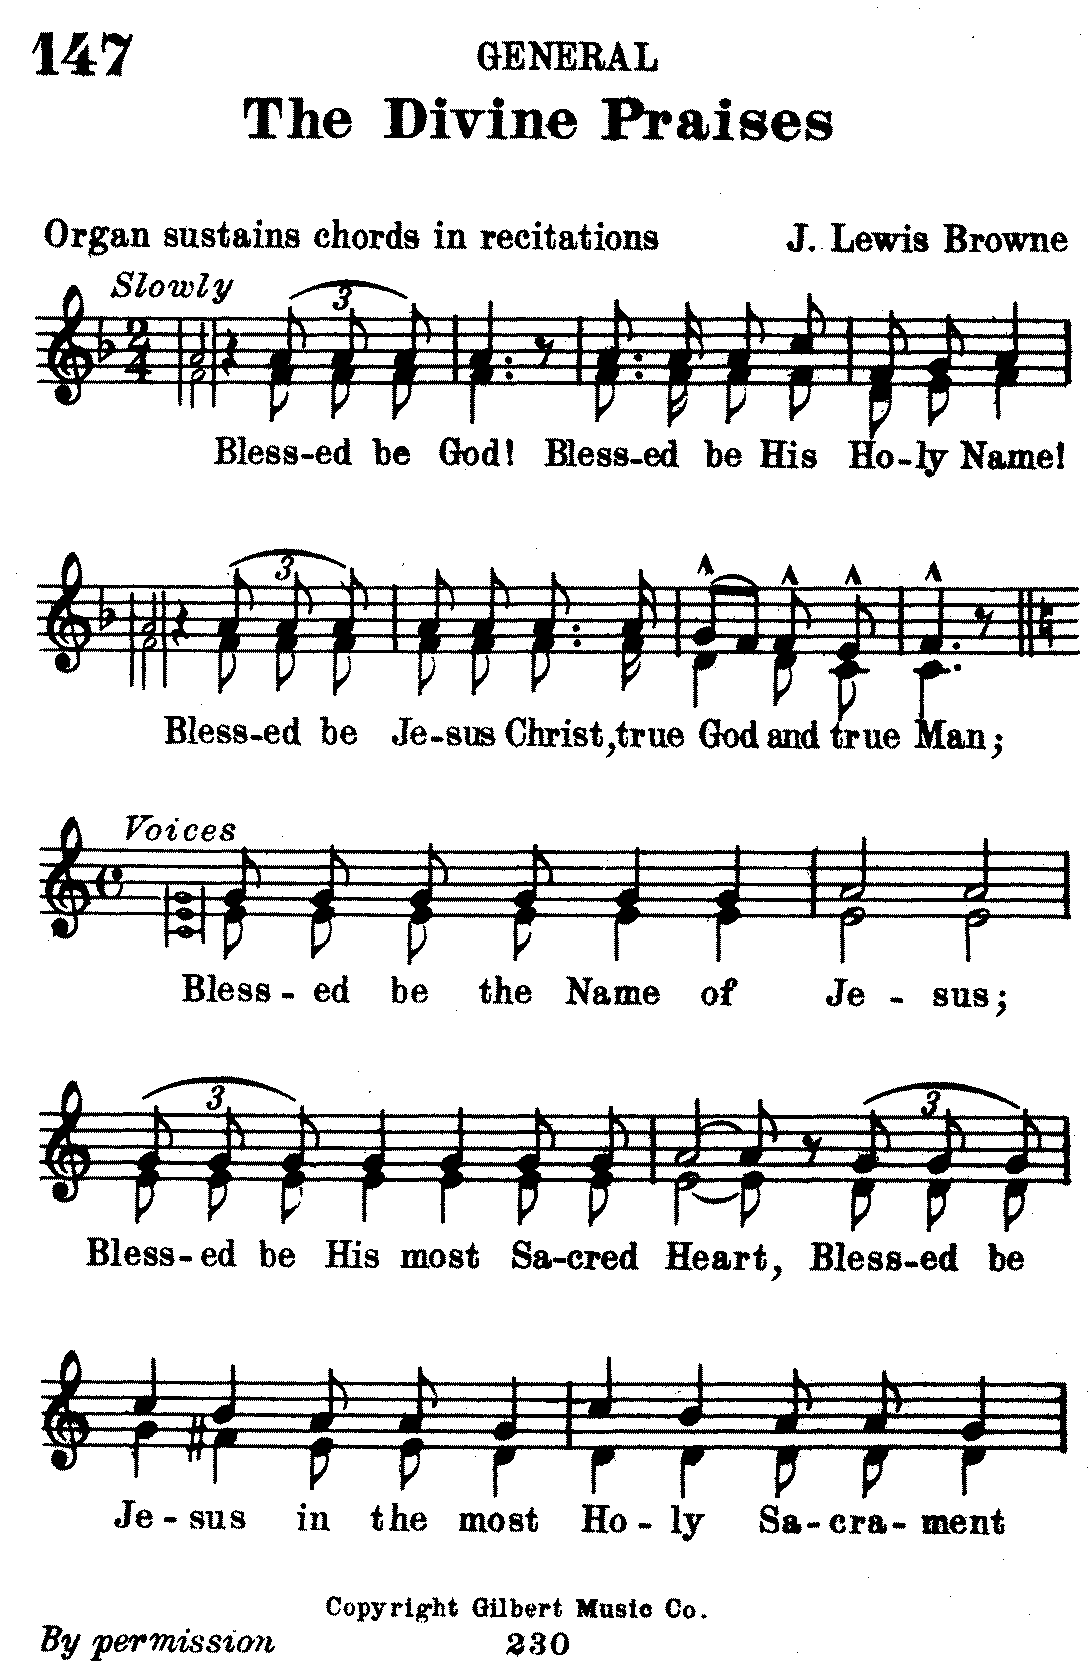 147
GENERAL
The Divine Praises
Organ sustains chords in recitations J. Lewis Browne
Slowly
3
Bless-ed be God! Bless-ed be His Ho-ly Name!
3
Bless-ed be Je-sus Christ, true God and true Man;
Voices
Bless - ed be the Name of Je - sus;
3 3
Bless-ed be His most Sa-cred Heart, Bless-ed be
Je - sus in the most Ho - ly Sa-cra-ment
Copyright Gilbert Music Co.
By permission 230